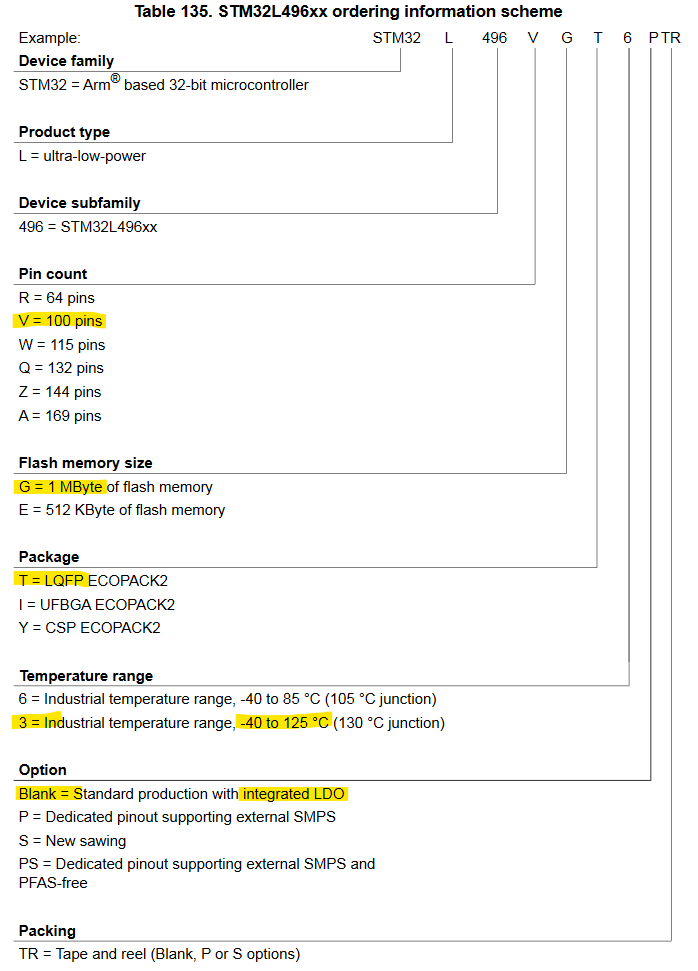 Table 135. STM32L496xx ordering information scheme
Example: STM32 L 496 V G T 6 P TR
Device family
STM32 = Arm® based 32-bit microcontroller
Product type
L = ultra-low-power
Device subfamily
496 = STM32L496xx
Pin count
R = 64 pins
V = 100 pins
W = 115 pins
Q = 132 pins
Z = 144 pins
A = 169 pins
Flash memory size
G = 1 MByte of flash memory
E = 512 KByte of flash memory
Package
T = LQFP ECOPACK2
I = UFBGA ECOPACK2
Y = CSP ECOPACK2
Temperature range
6 = Industrial temperature range, -40 to 85 °C (105 °C junction)
3 = Industrial temperature range, -40 to 125 °C (130 °C junction)
Option
Blank = Standard production with integrated LDO
P = Dedicated pinout supporting external SMPS
S = New sawing
PS = Dedicated pinout supporting external SMPS and
PFAS-free
Packing
TR = Tape and reel (Blank, P or S options)